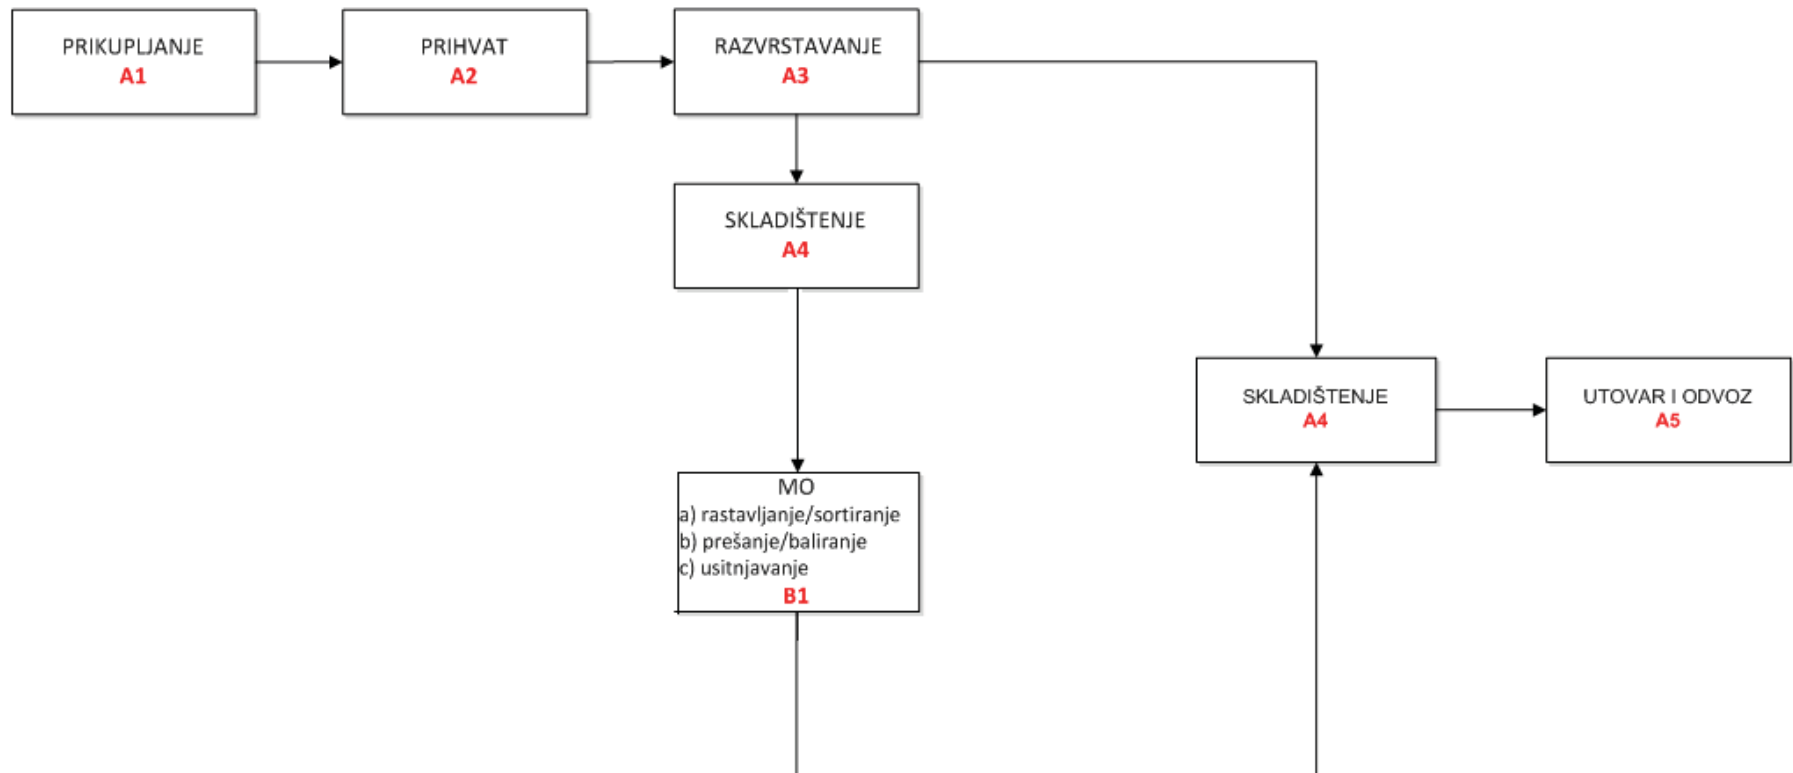 PRIKUPLJANJE
A1
PRIHVAT
A2
RAZVRSTAVANJE
A3
SKLADIŠTENJE
A4
SKLADIŠTENJE
A4
UTOVAR I ODVOZ
A5
MO
a) rastavljanje/sortiranje
b) prešanje/baliranje
c) usitnjavanje
B1